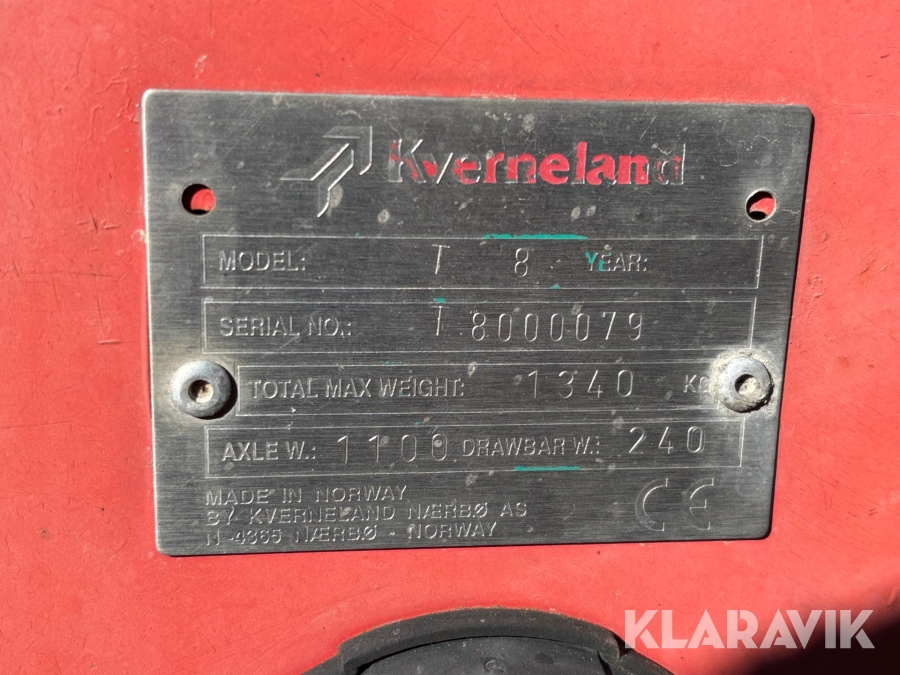 Kverneland
MODEL: T 8 YEAR:
SERIAL NO.: T 8000079
TOTAL MAX WEIGHT: 1340 KG
AXLE W.: 1100 DRAWBAR W.: 240
MADE IN NORWAY
BY KVERNELAND NÆRBØ AS
N-4365 NÆRBØ - NORWAY
CE
KLARAVIK